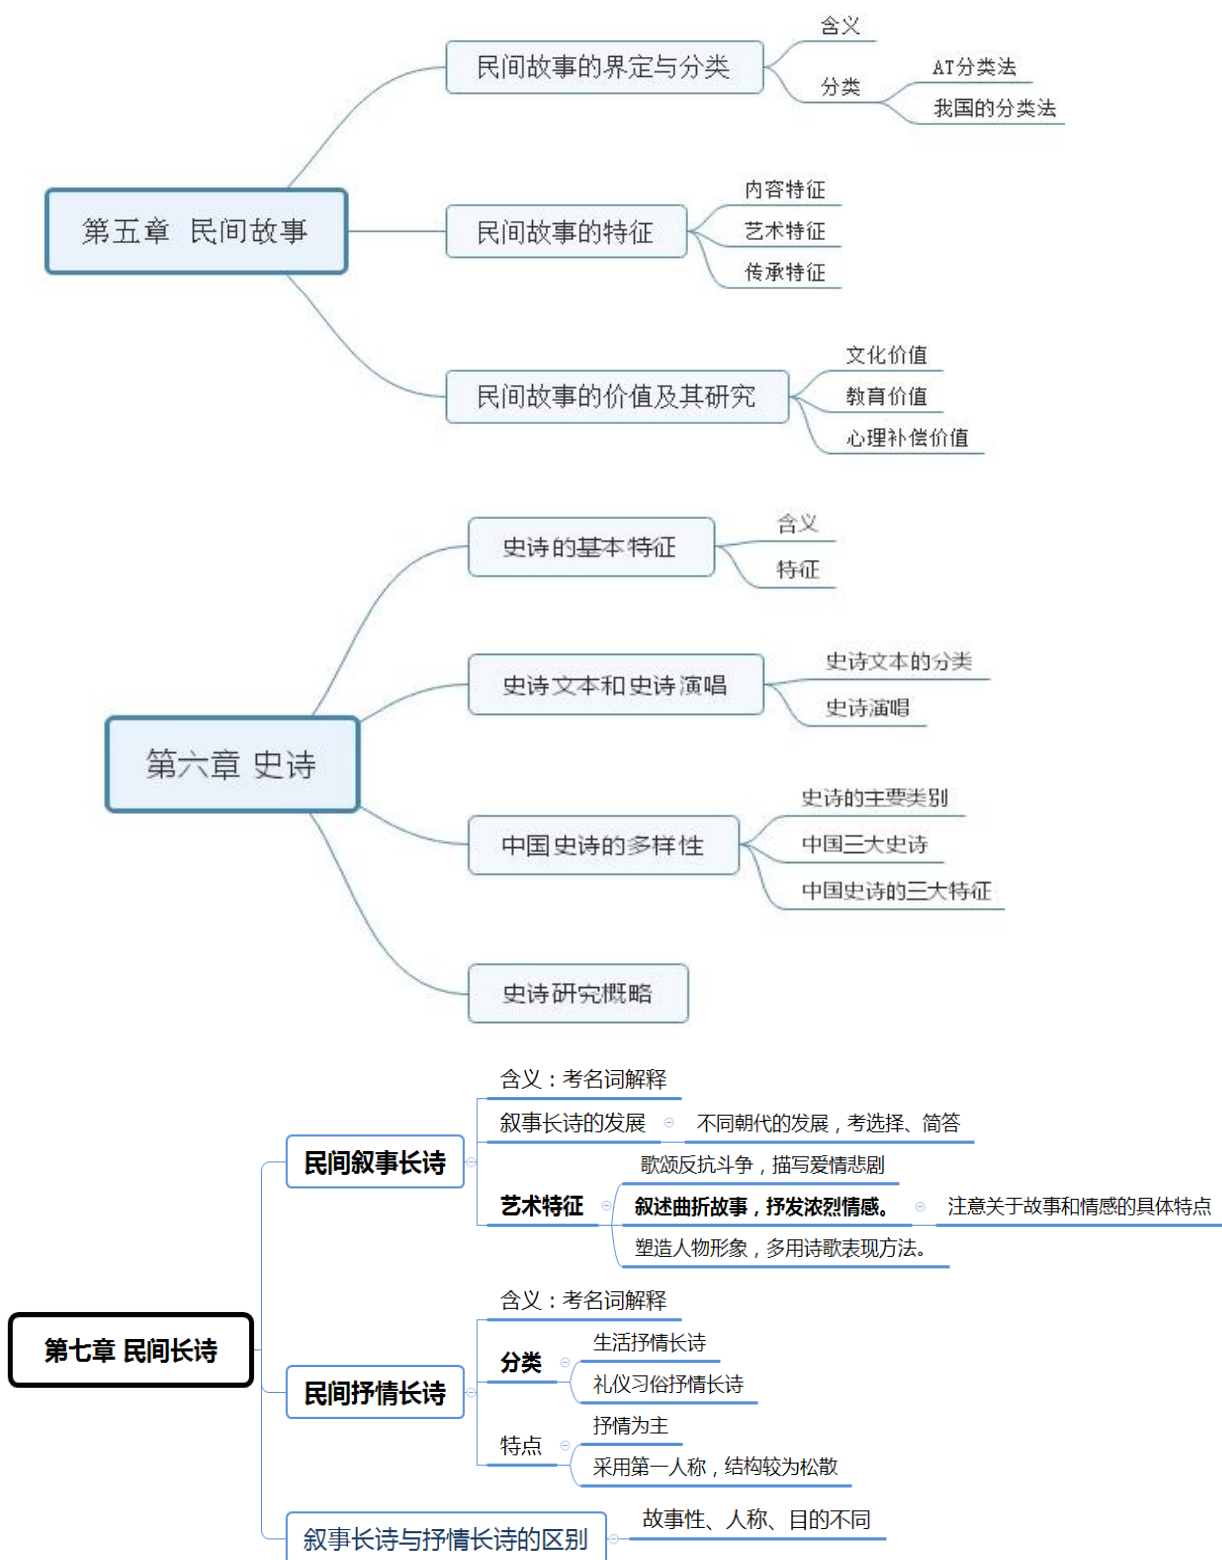 第五章 民间故事
民间故事的界定与分类
含义
分类
AT分类法
我国的分类法
民间故事的特征
内容特征
艺术特征
传承特征
民间故事的价值及其研究
文化价值
教育价值
心理补偿价值
第六章 史诗
史诗的基本特征
含义
特征
史诗文本和史诗演唱
史诗文本的分类
史诗演唱
中国史诗的多样性
史诗的主要类别
中国三大史诗
中国史诗的三大特征
史诗研究概略
第七章 民间长诗
民间叙事长诗
含义：考名词解释
叙事长诗的发展
不同朝代的发展，考选择、简答
艺术特征
歌颂反抗斗争，描写爱情悲剧
叙述曲折故事，抒发浓烈情感。
注意关于故事和情感的具体特点
塑造人物形象，多用诗歌表现方法。
民间抒情长诗
含义：考名词解释
分类
生活抒情长诗
礼仪习俗抒情长诗
特点
抒情为主
采用第一人称，结构较为松散
叙事长诗与抒情长诗的区别
故事性、人称、目的不同